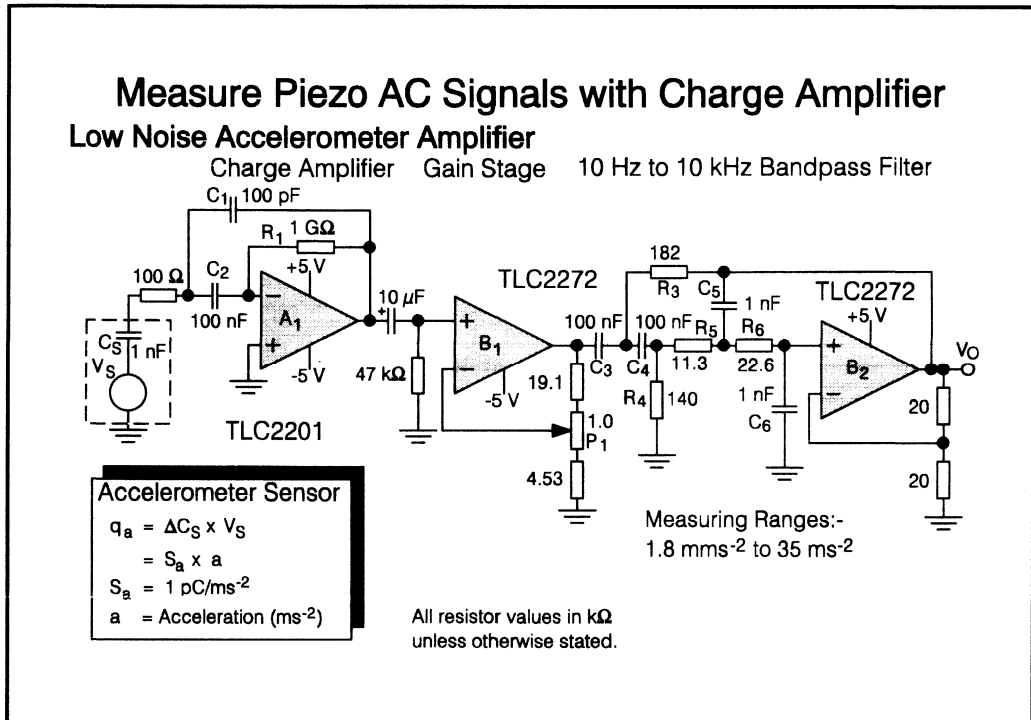 Measure Piezo AC Signals with Charge Amplifier
Low Noise Accelerometer Amplifier
Charge Amplifier
Gain Stage
10 Hz to 10 kHz Bandpass Filter
C1
100 pF
R1
1 GΩ
100 Ω
C2
100 nF
+5 V
A1
-5 V
CS
1 nF
VS
TLC2201
10 µF
+
47 kΩ
TLC2272
B1
-5 V
19.1
1.0
P1
4.53
100 nF
C3
100 nF
C4
182
R3
C5
1 nF
R5
11.3
R6
22.6
R4
140
1 nF
C6
TLC2272
+5 V
B2
VO
20
20
Accelerometer Sensor
qa = ΔCS x VS
= Sa x a
Sa = 1 pC/ms-2
a = Acceleration (ms-2)
Measuring Ranges:-
1.8 mms-2 to 35 ms-2
All resistor values in kΩ
unless otherwise stated.